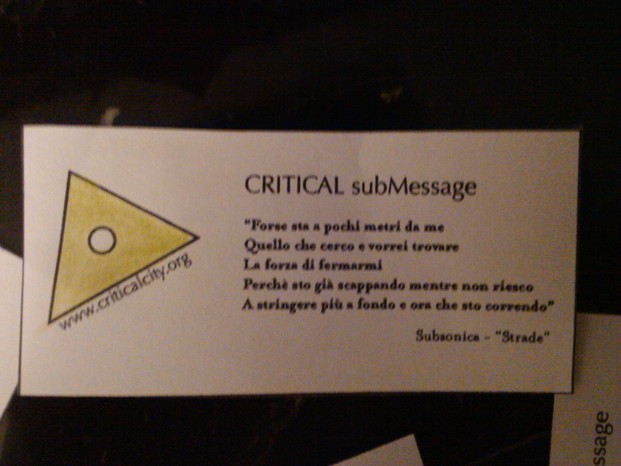 CRITICAL subMessage
"Forse sta a pochi metri da me
Quello che cerco e vorrei trovare
La forza di fermarmi
Perchè sto già scappando mentre non riesco
A stringere più a fondo e ora che sto correndo"
Subsonica - "Strade"
www.criticalcity.org
ssage